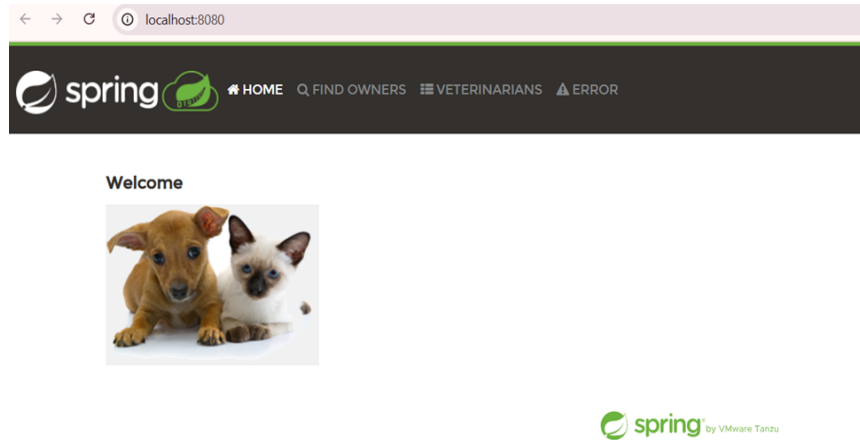 localhost:8080
spring HOME FIND OWNERS VETERINARIANS ERROR
Welcome
spring by VMware Tanzu